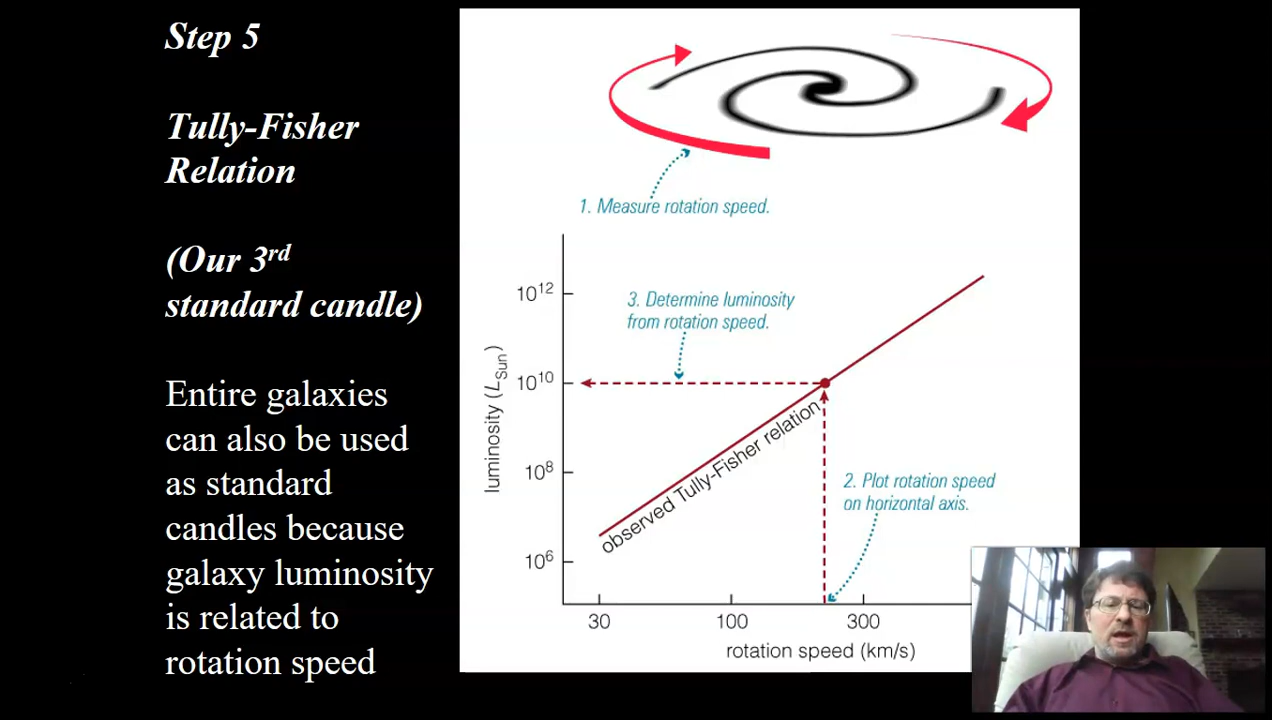 Step 5
Tully-Fisher
Relation
(Our 3rd
standard candle)
Entire galaxies
can also be used
as standard
candles because
galaxy luminosity
is related to
rotation speed
1. Measure rotation speed.
3. Determine luminosity
from rotation speed.
2. Plot rotation speed
on horizontal axis.
observed Tully-Fisher relation
luminosity (LSun)
10¹²
10¹⁰
10⁸
10⁶
30 100 300
rotation speed (km/s)